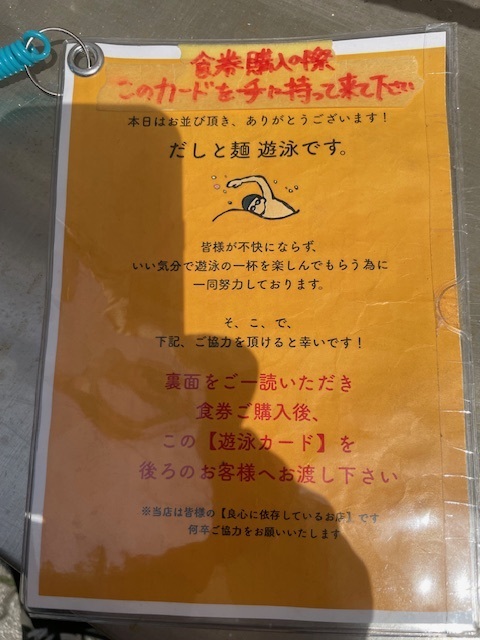 食券購入の際
このカードを手に持って来て下さい
本日はお並び頂き、ありがとうございます！
だしと麺 遊泳です。
皆様が不快にならず、
いい気分で遊泳の一杯を楽しんでもらう為に
一同努力しております。
そ、こ、で、
下記、ご協力を頂けると幸いです！
裏面をご一読いただき
食券ご購入後、
この【遊泳カード】を
後ろのお客様へお渡し下さい
※当店は皆様の【良心に依存しているお店】です
何卒ご協力をお願いいたします